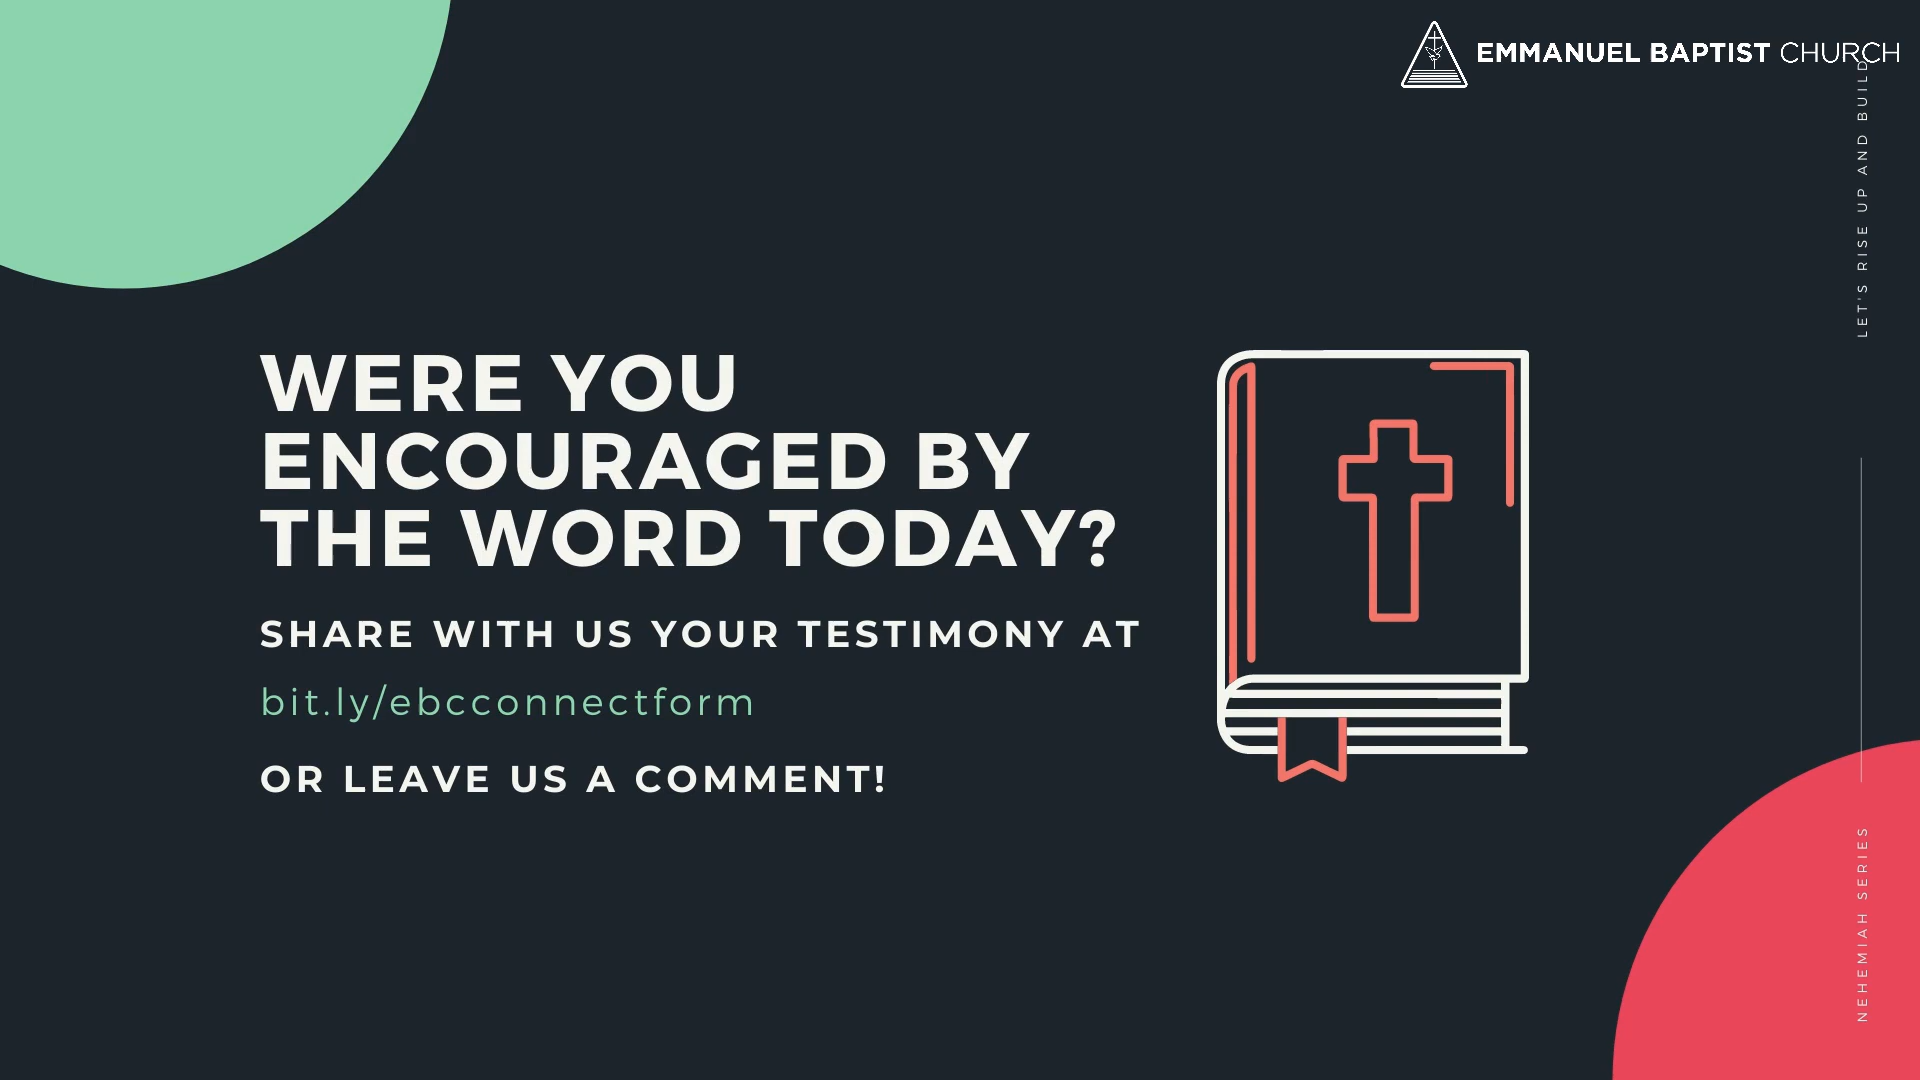 EMMANUEL BAPTIST CHURCH
LET'S RISE UP AND BUILD
WERE YOU
ENCOURAGED BY
THE WORD TODAY?
SHARE WITH US YOUR TESTIMONY AT
bit.ly/ebcconnectform
OR LEAVE US A COMMENT!
NEHEMIAH SERIES